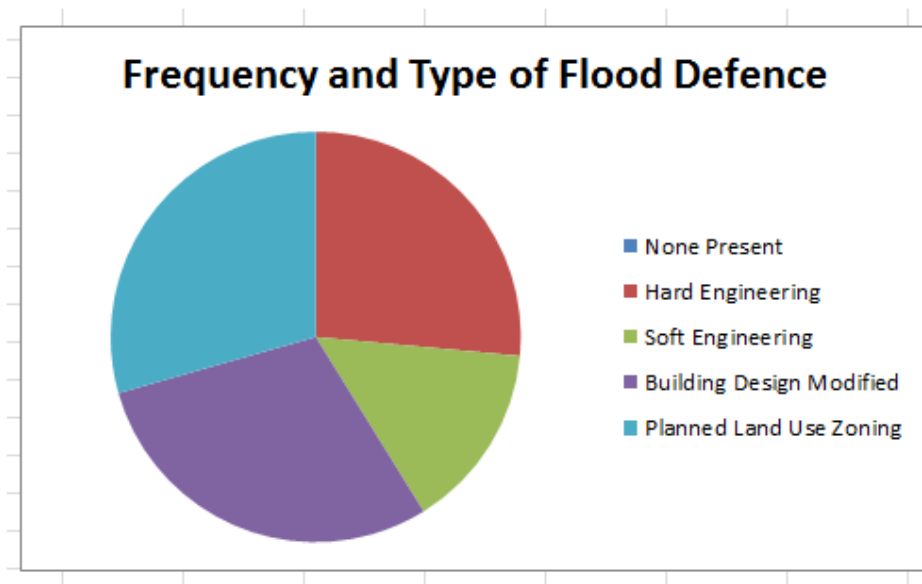 Frequency and Type of Flood Defence
None Present
Hard Engineering
Soft Engineering
Building Design Modified
Planned Land Use Zoning